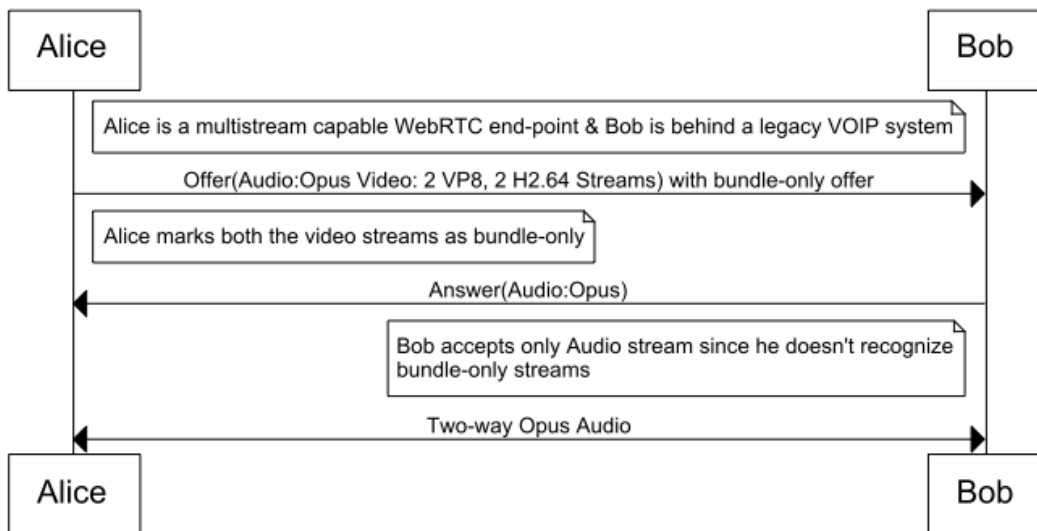 Alice
Bob
Alice is a multistream capable WebRTC end-point & Bob is behind a legacy VOIP system
Offer(Audio:Opus Video: 2 VP8, 2 H2.64 Streams) with bundle-only offer
Alice marks both the video streams as bundle-only
Answer(Audio:Opus)
Bob accepts only Audio stream since he doesn't recognize
bundle-only streams
Two-way Opus Audio
Alice
Bob